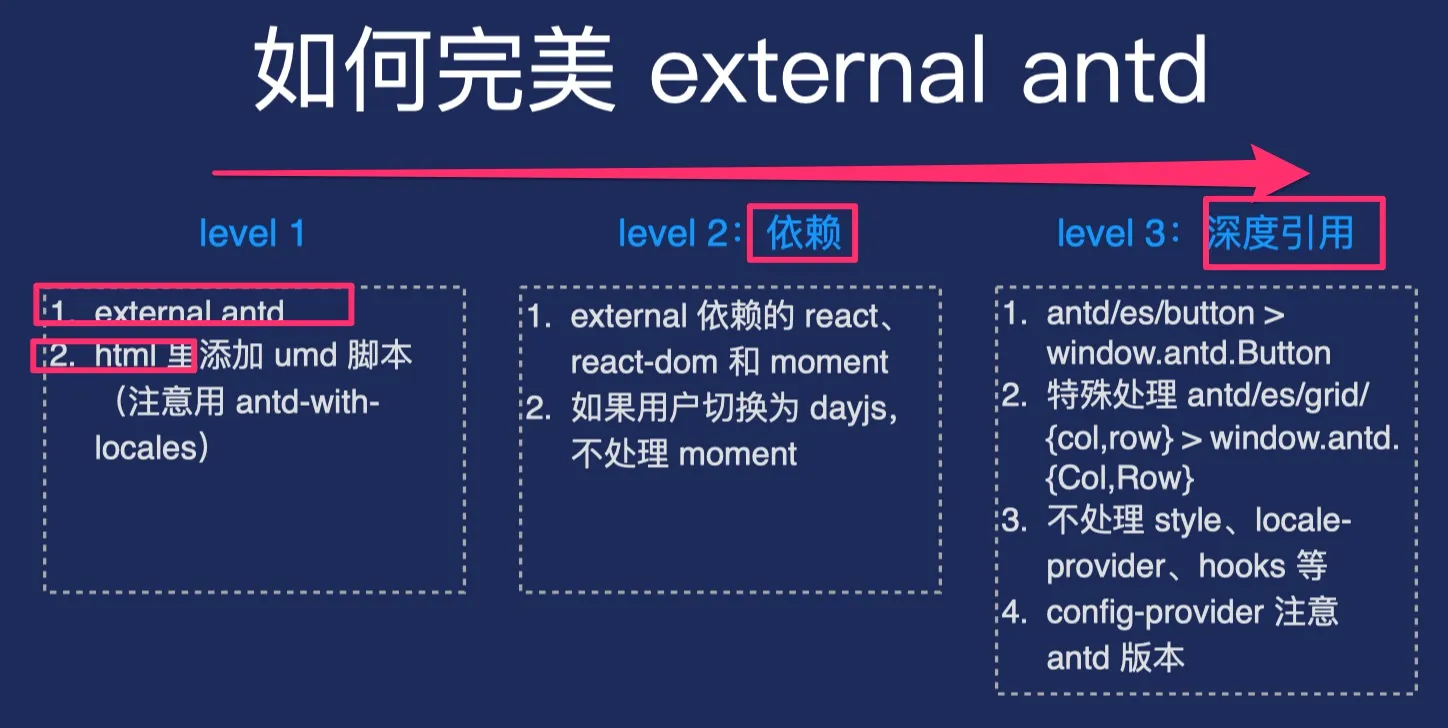 如何完美 external antd
level 1
1. external antd
2. html 里添加 umd 脚本
（注意用 antd-with-
locales）
level 2：依赖
1. external 依赖的 react、
react-dom 和 moment
2. 如果用户切换为 dayjs，
不处理 moment
level 3：深度引用
1. antd/es/button >
window.antd.Button
2. 特殊处理 antd/es/grid/
{col,row} > window.antd.
{Col,Row}
3. 不处理 style、locale-
provider、hooks 等
4. config-provider 注意
antd 版本